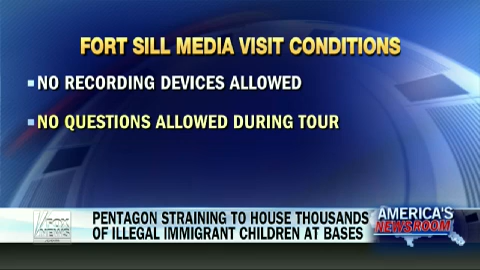 FORT SILL MEDIA VISIT CONDITIONS
NO RECORDING DEVICES ALLOWED
NO QUESTIONS ALLOWED DURING TOUR
PENTAGON STRAINING TO HOUSE THOUSANDS
OF ILLEGAL IMMIGRANT CHILDREN AT BASES
FOX
NEWS
AMERICA'S
NEWSROOM